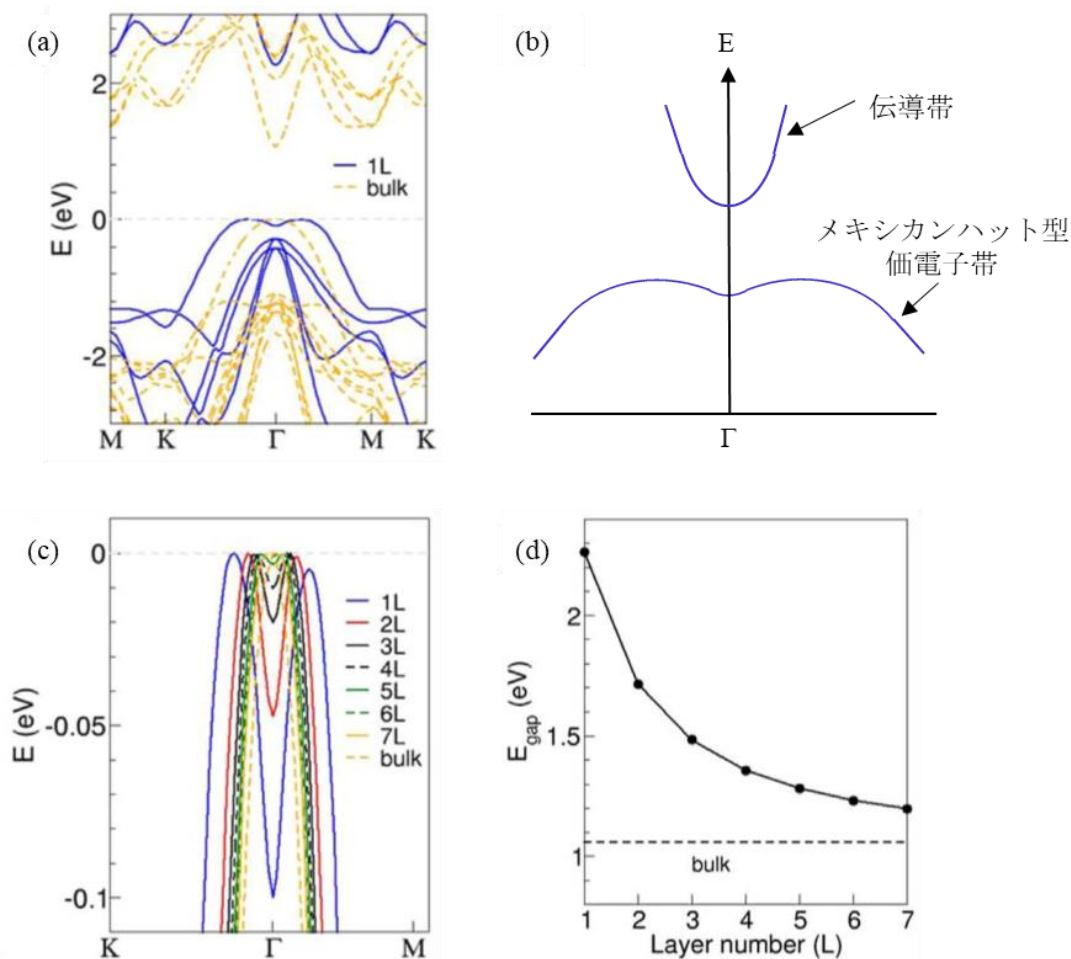 (a)
E (eV)
2
0
-2
1L
bulk
M K Γ M K
(b)
E
伝導帯
メキシカンハット型
価電子帯
Γ
(c)
E (eV)
0
-0.05
-0.1
1L
2L
3L
4L
5L
6L
7L
bulk
K Γ M
(d)
E_gap (eV)
2
1.5
1
bulk
1 2 3 4 5 6 7
Layer number (L)